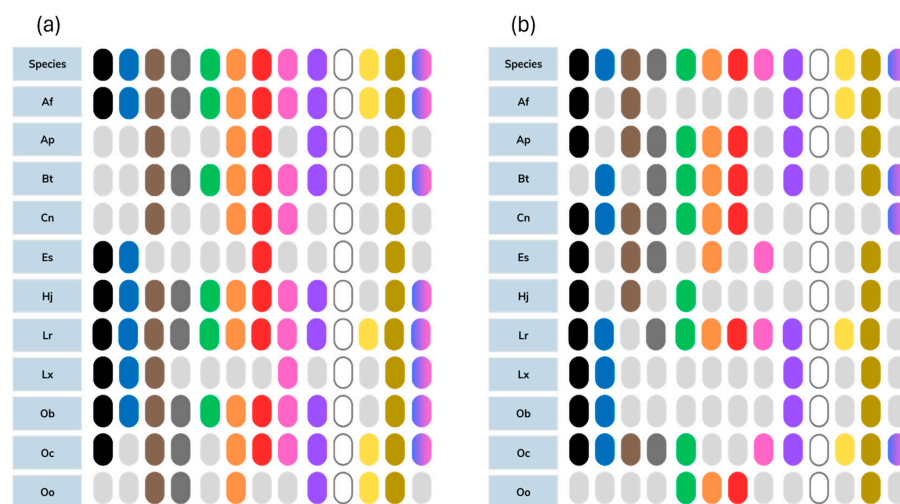 (a)
Species
Af
Ap
Bt
Cn
Es
Hj
Lr
Lx
Ob
Oc
Oo
(b)
Species
Af
Ap
Bt
Cn
Es
Hj
Lr
Lx
Ob
Oc
Oo